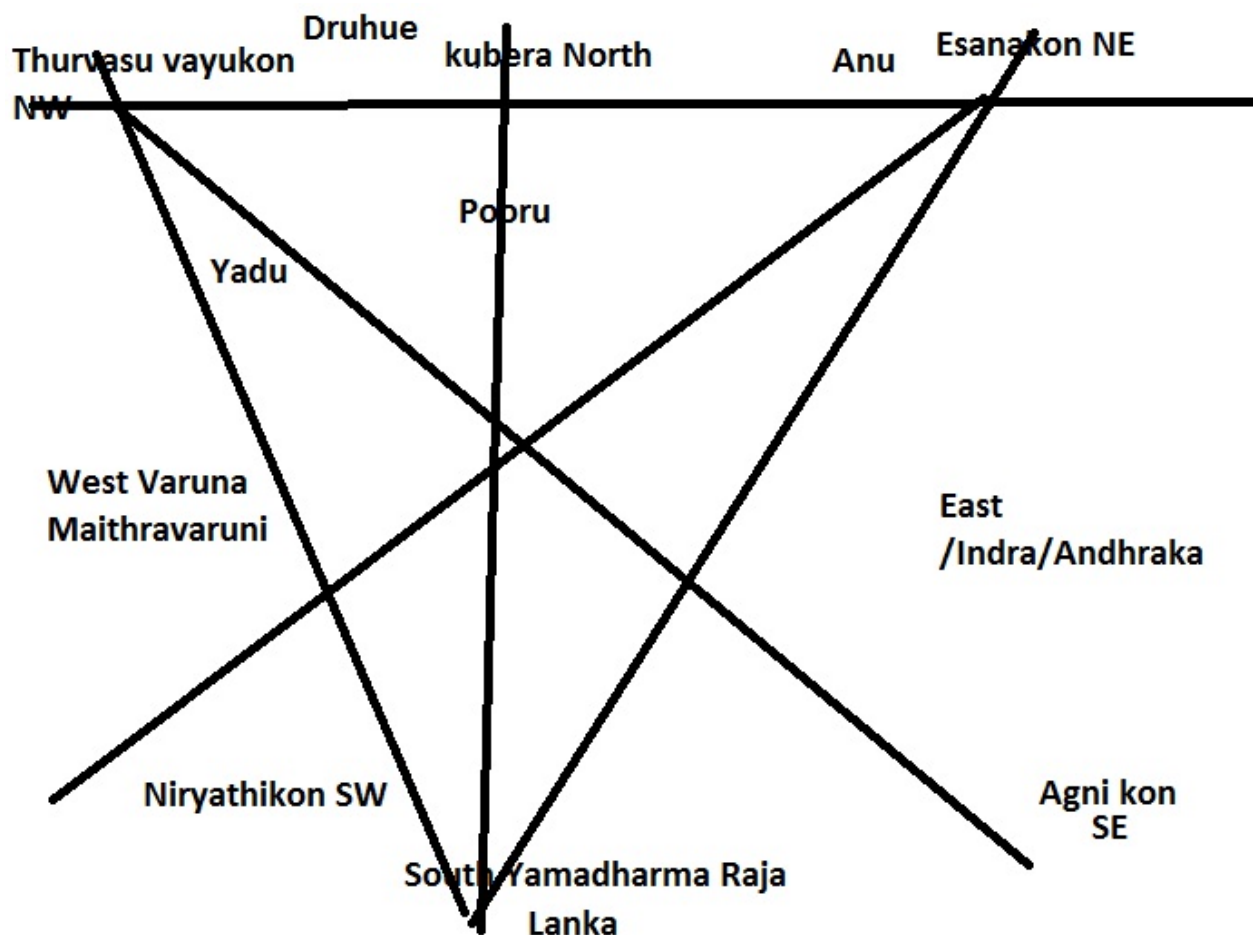 Druhue
Thurvasu vayukon
kubera North
Anu
Esanakon NE
NW
Pooru
Yadu
West Varuna
Maithravaruni
East
/Indra/Andhraka
Niryathikon SW
Agni kon
SE
South Yamadharma Raja
Lanka